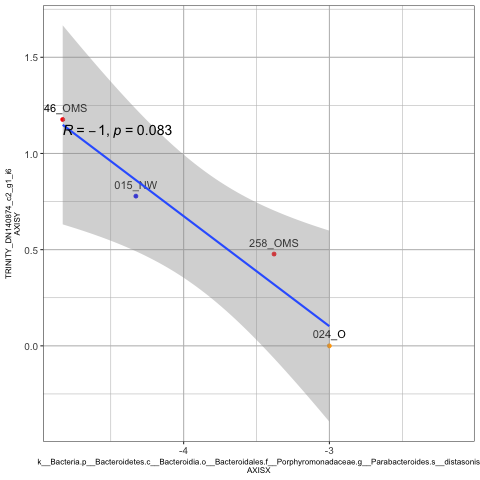 1.5
46_OMS
R = −1, p = 0.083
1.0
015_NW
0.5
258_OMS
024_O
0.0
TRINITY_DN140874_c2_g1_i6
AXISY
-4
-3
k__Bacteria.p__Bacteroidetes.c__Bacteroidia.o__Bacteroidales.f__Porphyromonadaceae.g__Parabacteroides.s__distasonis
AXISX